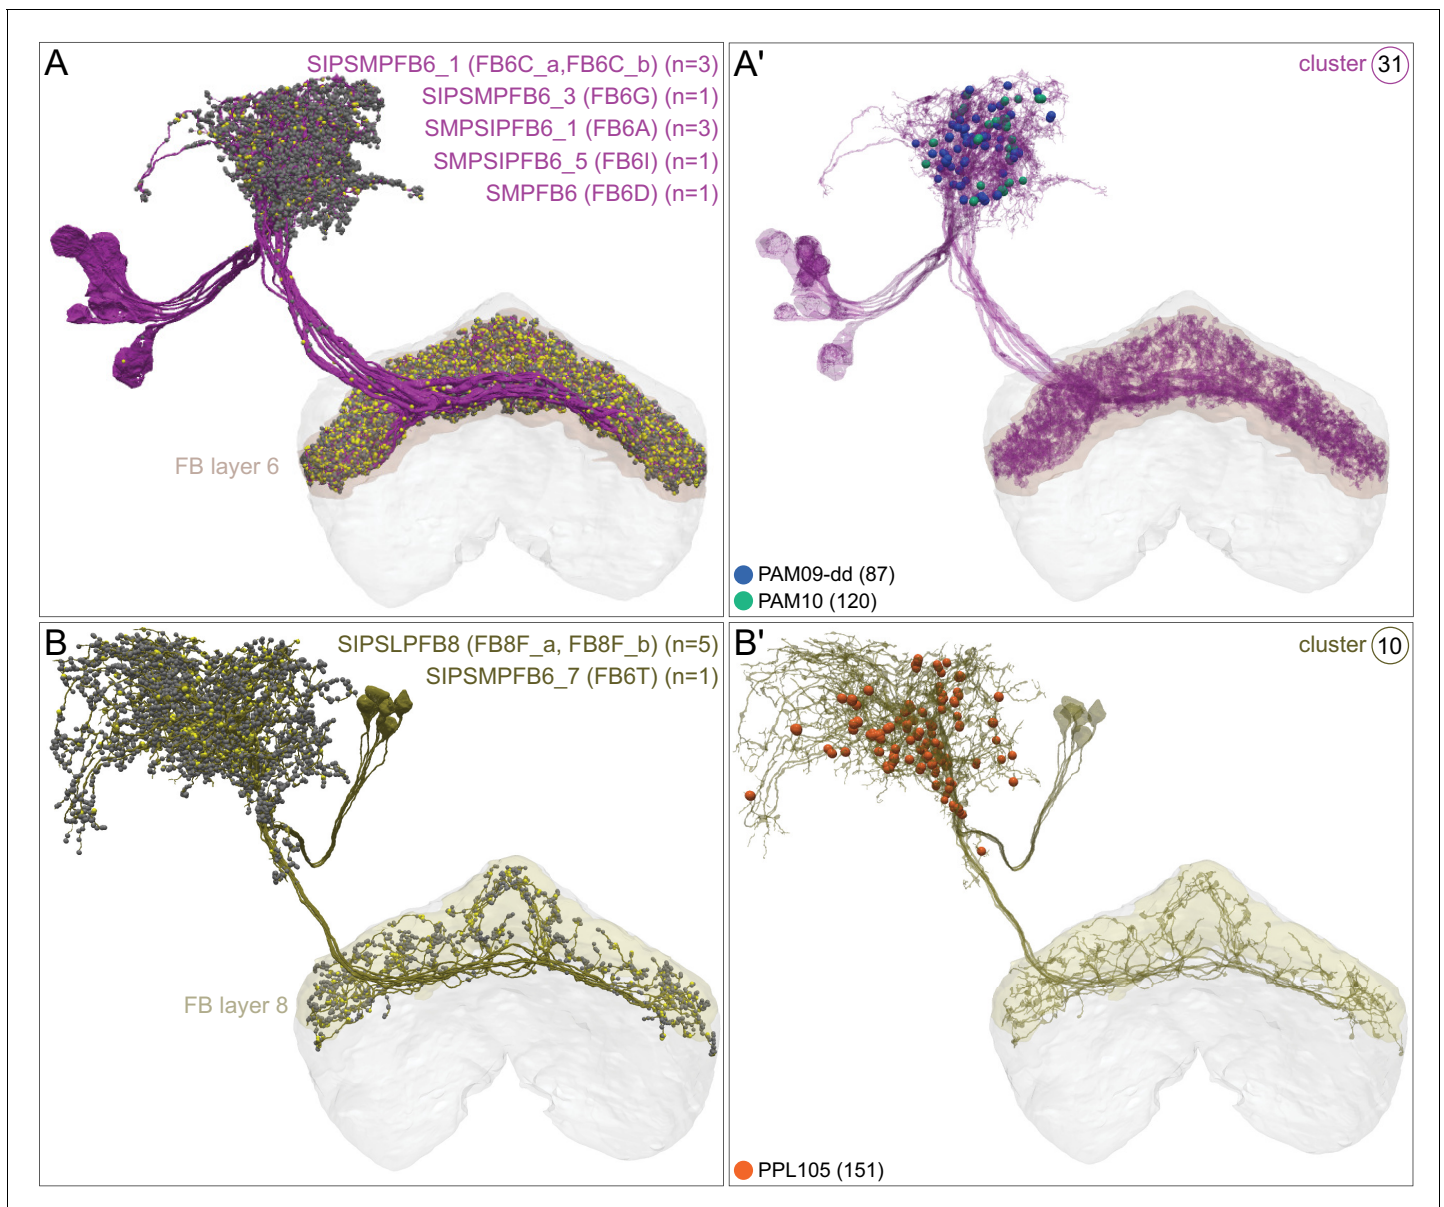 A
SIPSMPFB6_1 (FB6C_a,FB6C_b) (n=3)
SIPSMPFB6_3 (FB6G) (n=1)
SMPSIPFB6_1 (FB6A) (n=3)
SMPSIPFB6_5 (FB6I) (n=1)
SMPFB6 (FB6D) (n=1)
FB layer 6
A'
cluster 31
PAM09-dd (87)
PAM10 (120)
B
SIPSLPFB8 (FB8F_a, FB8F_b) (n=5)
SIPSMPFB6_7 (FB6T) (n=1)
FB layer 8
B'
cluster 10
PPL105 (151)